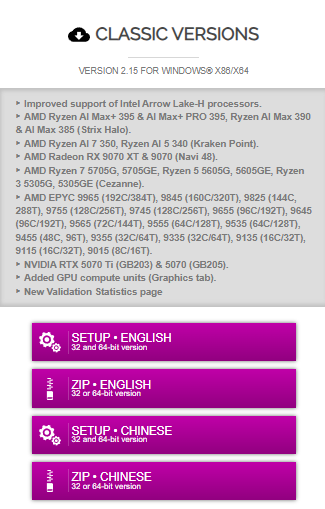 CLASSIC VERSIONS
VERSION 2.15 FOR WINDOWS® X86/X64
‣ Improved support of Intel Arrow Lake-H processors.
‣ AMD Ryzen AI Max+ 395 & AI Max+ PRO 395, Ryzen AI Max 390
& AI Max 385 (Strix Halo).
‣ AMD Ryzen AI 7 350, Ryzen AI 5 340 (Kraken Point).
‣ AMD Radeon RX 9070 XT & 9070 (Navi 48).
‣ AMD Ryzen 7 5705G, 5705GE, Ryzen 5 5605G, 5605GE, Ryzen
3 5305G, 5305GE (Cezanne).
‣ AMD EPYC 9965 (192C/384T), 9845 (160C/320T), 9825 (144C,
288T), 9755 (128C/256T), 9745 (128C/256T), 9655 (96C/192T), 9645
(96C/192T), 9565 (72C/144T), 9555 (64C/128T), 9535 (64C/128T),
9455 (48C, 96T), 9355 (32C/64T), 9335 (32C/64T), 9135 (16C/32T),
9115 (16C/32T), 9015 (8C/16T).
‣ NVIDIA RTX 5070 Ti (GB203) & 5070 (GB205).
‣ Added GPU compute units (Graphics tab).
‣ New Validation Statistics page
SETUP • ENGLISH
32 and 64-bit version
ZIP • ENGLISH
32 or 64-bit version
SETUP • CHINESE
32 and 64-bit version
ZIP • CHINESE
32 or 64-bit version